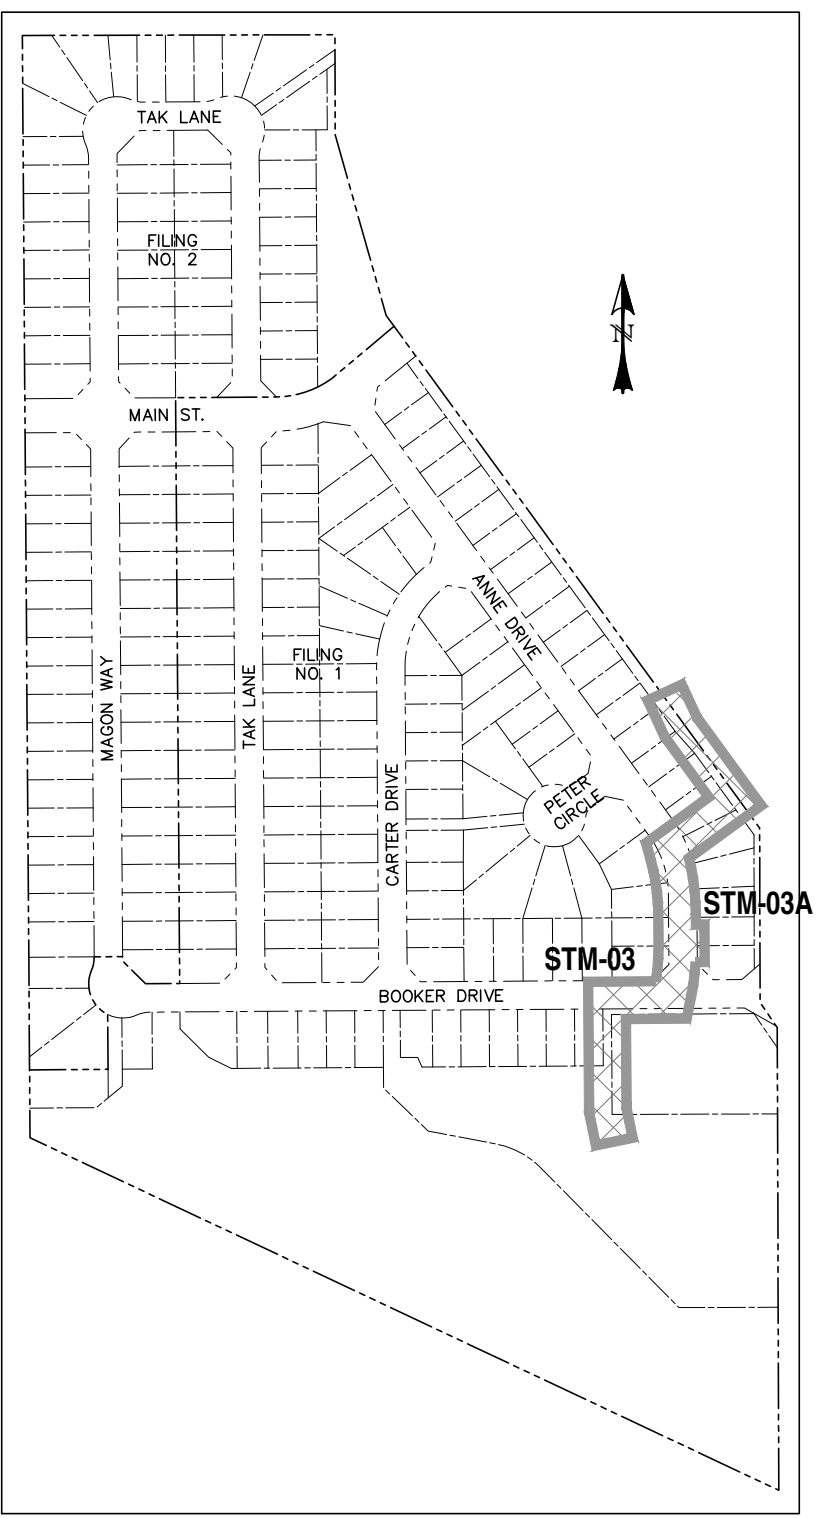 TAK LANE
FILING
NO. 2
N
MAIN ST.
ANNE DRIVE
FILING
NO. 1
MAGON WAY
TAK LANE
CARTER DRIVE
PETER
CIRCLE
STM-03A
STM-03
BOOKER DRIVE